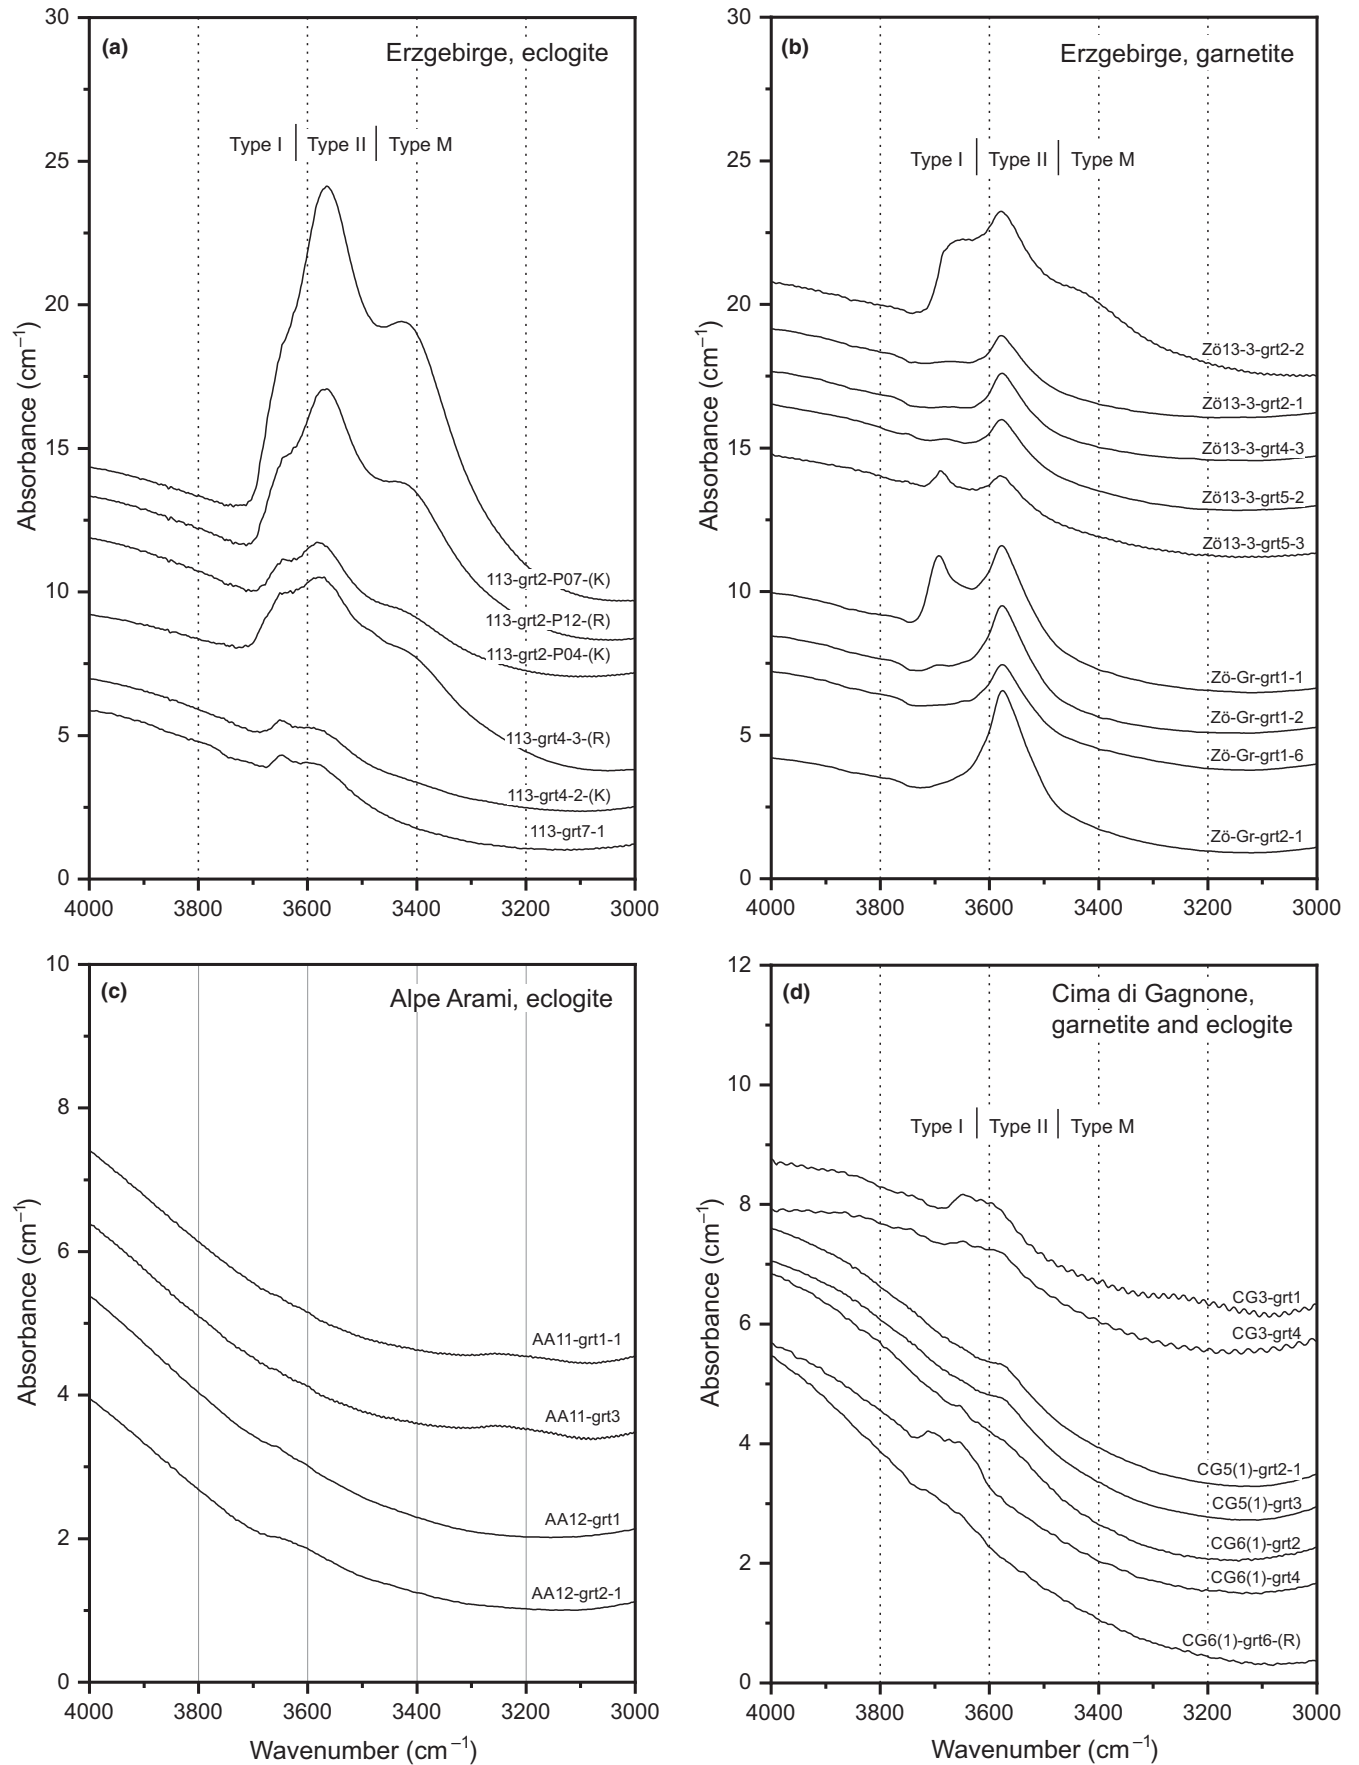 (a)
Erzgebirge, eclogite
Type I | Type II | Type M
30
25
20
15
10
5
0
Absorbance (cm−1)
113-grt2-P07-(K)
113-grt2-P12-(R)
113-grt2-P04-(K)
113-grt4-3-(R)
113-grt4-2-(K)
113-grt7-1
4000 3800 3600 3400 3200 3000
(b)
Erzgebirge, garnetite
Type I | Type II | Type M
30
25
20
15
10
5
0
Absorbance (cm−1)
Zö13-3-grt2-2
Zö13-3-grt2-1
Zö13-3-grt4-3
Zö13-3-grt5-2
Zö13-3-grt5-3
Zö-Gr-grt1-1
Zö-Gr-grt1-2
Zö-Gr-grt1-6
Zö-Gr-grt2-1
4000 3800 3600 3400 3200 3000
(c)
Alpe Arami, eclogite
10
8
6
4
2
0
Absorbance (cm−1)
AA11-grt1-1
AA11-grt3
AA12-grt1
AA12-grt2-1
4000 3800 3600 3400 3200 3000
Wavenumber (cm−1)
(d)
Cima di Gagnone,
garnetite and eclogite
Type I | Type II | Type M
12
10
8
6
4
2
0
Absorbance (cm−1)
CG3-grt1
CG3-grt4
CG5(1)-grt2-1
CG5(1)-grt3
CG6(1)-grt2
CG6(1)-grt4
CG6(1)-grt6-(R)
4000 3800 3600 3400 3200 3000
Wavenumber (cm−1)